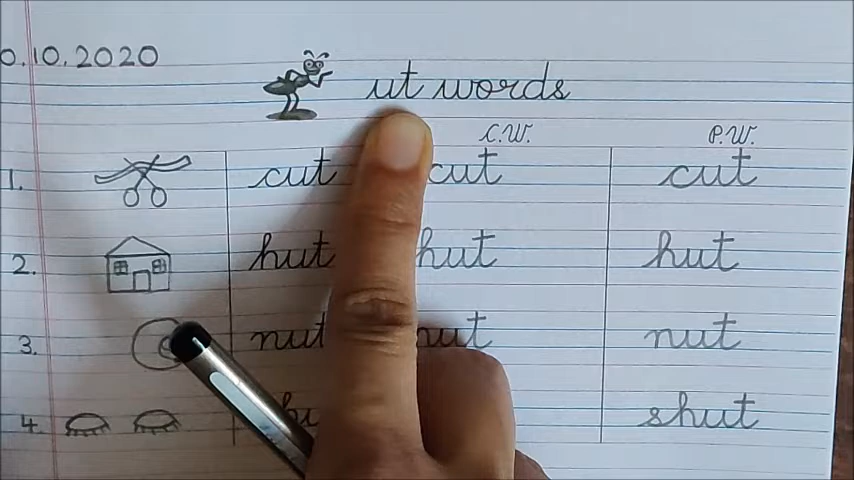 0.10.2020
ut words
C.W. P.W.
1. cut cut cut
2. hut hut hut
3. nut nut nut
4. shut